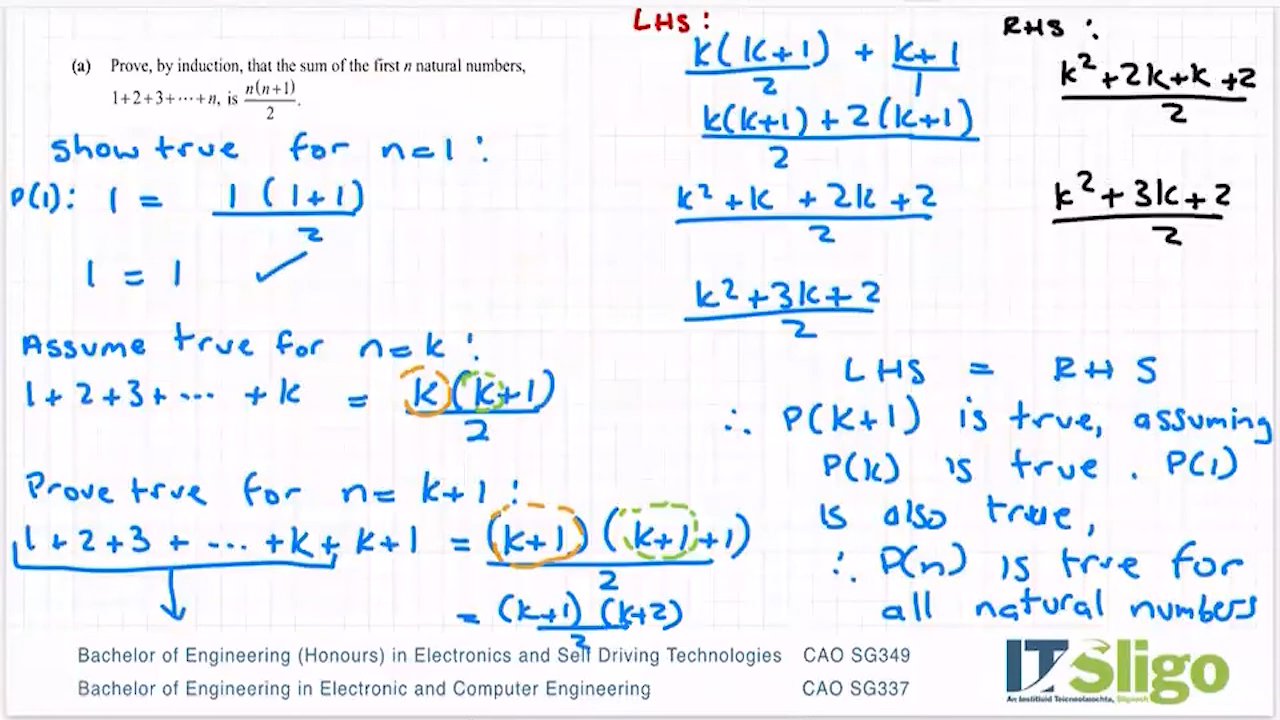 (a) Prove, by induction, that the sum of the first n natural numbers,
1+2+3+⋯+n, is n(n+1)/2.
Show true for n=1:
P(1): 1 = 1(1+1)/2
1 = 1 ✓
Assume true for n=k:
1+2+3+... +k = k(k+1)/2
Prove true for n= k+1:
1+2+3+...+k+k+1 = (k+1)(k+1+1)/2
= (k+1)(k+2)/2
LHS:
k(k+1)/2 + k+1/1
k(k+1)+2(k+1)/2
k²+k+2k+2/2
k²+3k+2/2
RHS:
k²+2k+k+2/2
k²+3k+2/2
LHS = RHS
∴ P(k+1) is true, assuming
P(k) is true. P(1)
is also true,
∴ P(n) is true for
all natural numbers
Bachelor of Engineering (Honours) in Electronics and Self Driving Technologies CAO SG349
Bachelor of Engineering in Electronic and Computer Engineering CAO SG337
IT Sligo
An Institiúid Teicneolaíochta, Sligeach